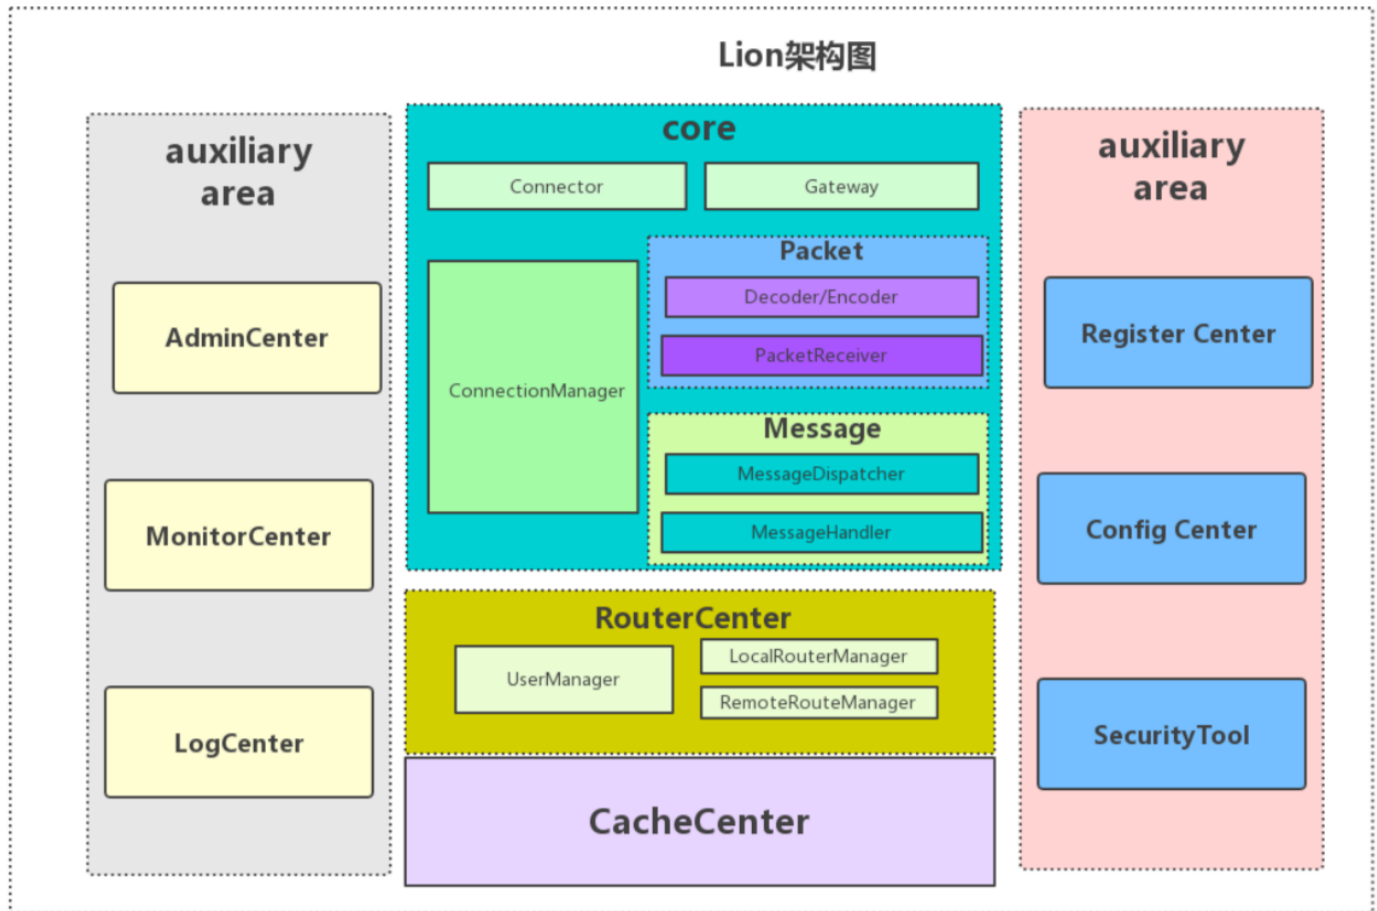 Lion架构图
auxiliary
area
AdminCenter
MonitorCenter
LogCenter
core
Connector
Gateway
ConnectionManager
Packet
Decoder/Encoder
PacketReceiver
Message
MessageDispatcher
MessageHandler
RouterCenter
UserManager
LocalRouterManager
RemoteRouteManager
CacheCenter
auxiliary
area
Register Center
Config Center
SecurityTool